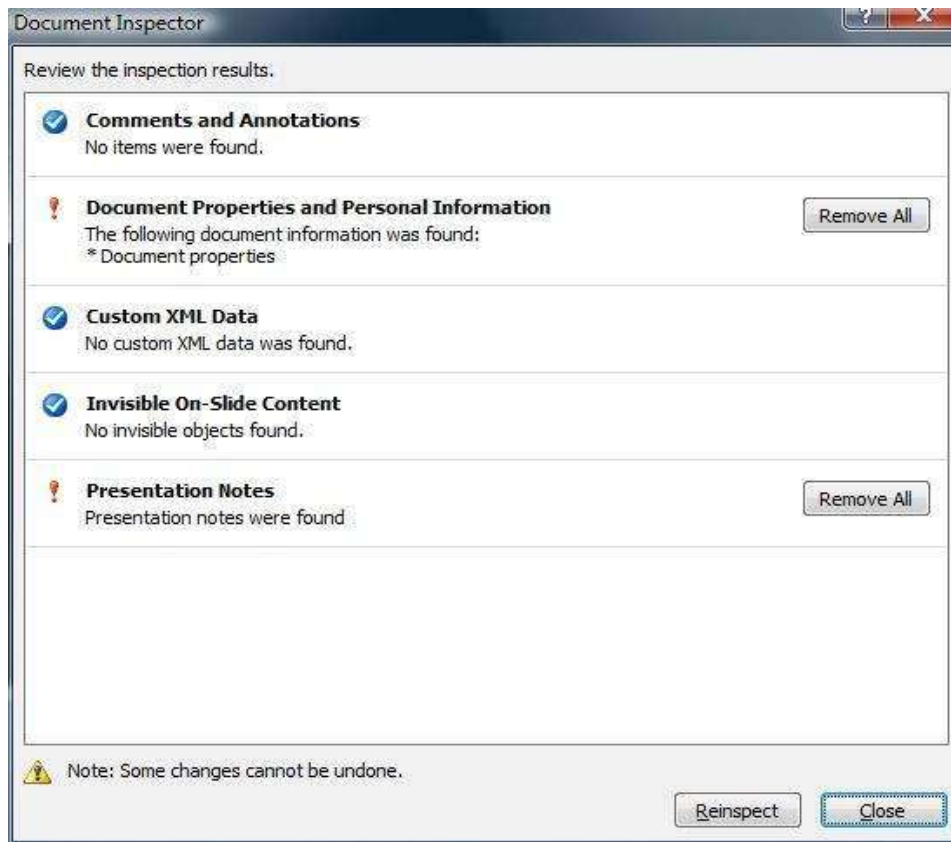 Document Inspector
?
X
Review the inspection results.
Comments and Annotations
No items were found.
Document Properties and Personal Information
Remove All
The following document information was found:
* Document properties
Custom XML Data
No custom XML data was found.
Invisible On-Slide Content
No invisible objects found.
Presentation Notes
Remove All
Presentation notes were found
Note: Some changes cannot be undone.
Reinspect
Close